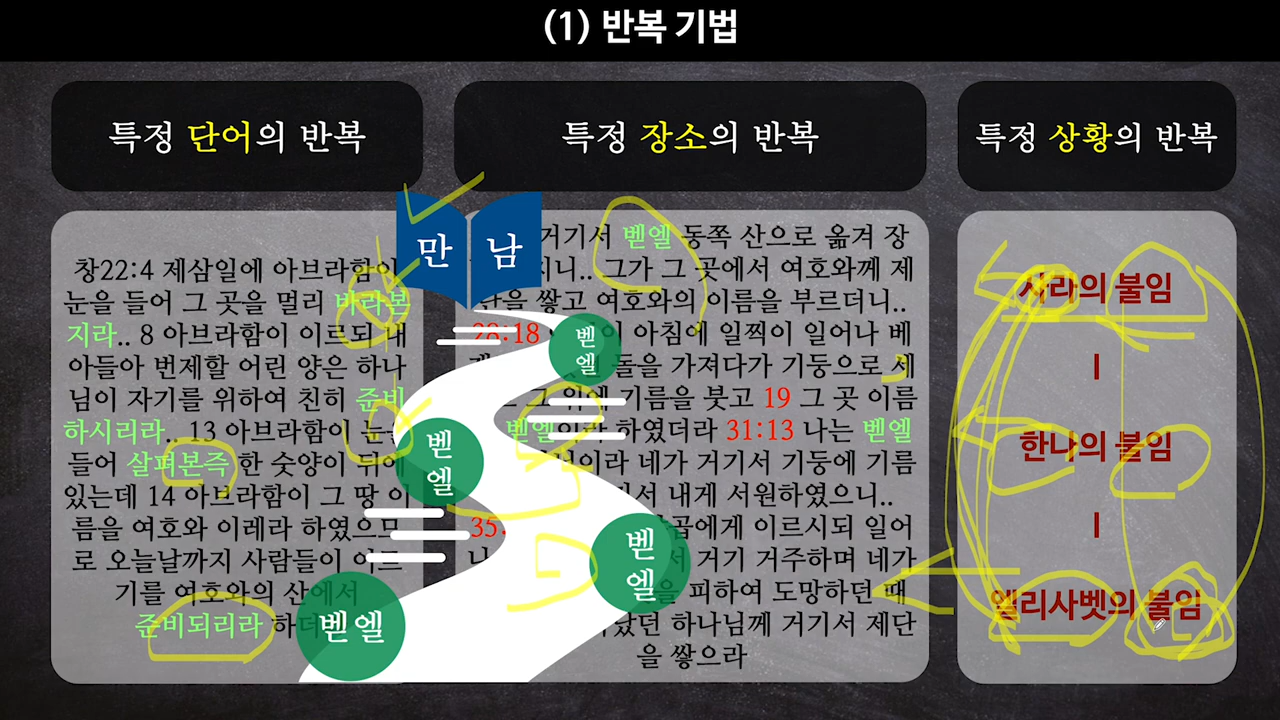 (1) 반복 기법
특정 단어의 반복
특정 장소의 반복
특정 상황의 반복
창22:4 제삼일에 아브라함이
눈을 들어 그 곳을 멀리 바라본
지라.. 8 아브라함이 이르되 내
아들아 번제할 어린 양은 하나
님이 자기를 위하여 친히 준비
하시리라.. 13 아브라함이 눈을
들어 살펴본즉 한 숫양이 뒤에
있는데 14 아브라함이 그 땅 이
름을 여호와 이레라 하였으므
로 오늘날까지 사람들이 이르
기를 여호와의 산에서
준비되리라
만 남
거기서 벧엘 동쪽 산으로 옮겨 장
그가 그 곳에서 여호와께 제
쌓고 여호와의 이름을 부르더니..
28:18 아침에 일찍이 일어나 베
돌을 가져다가 기둥으로 세
그 위에 기름을 붓고 19 그 곳 이름
벧엘이라 하였더라 31:13 나는 벧엘
네가 거기서 기둥에 기름
내게 서원하였으니..
35: 야곱에게 이르시되 일어
거기 거주하며 네가
피하여 도망하던 때
하나님께 거기서 제단
을 쌓으라
벧
엘
벧
엘
벧
엘
벧엘
사라의 불임
한나의 불임
엘리사벳의 불임